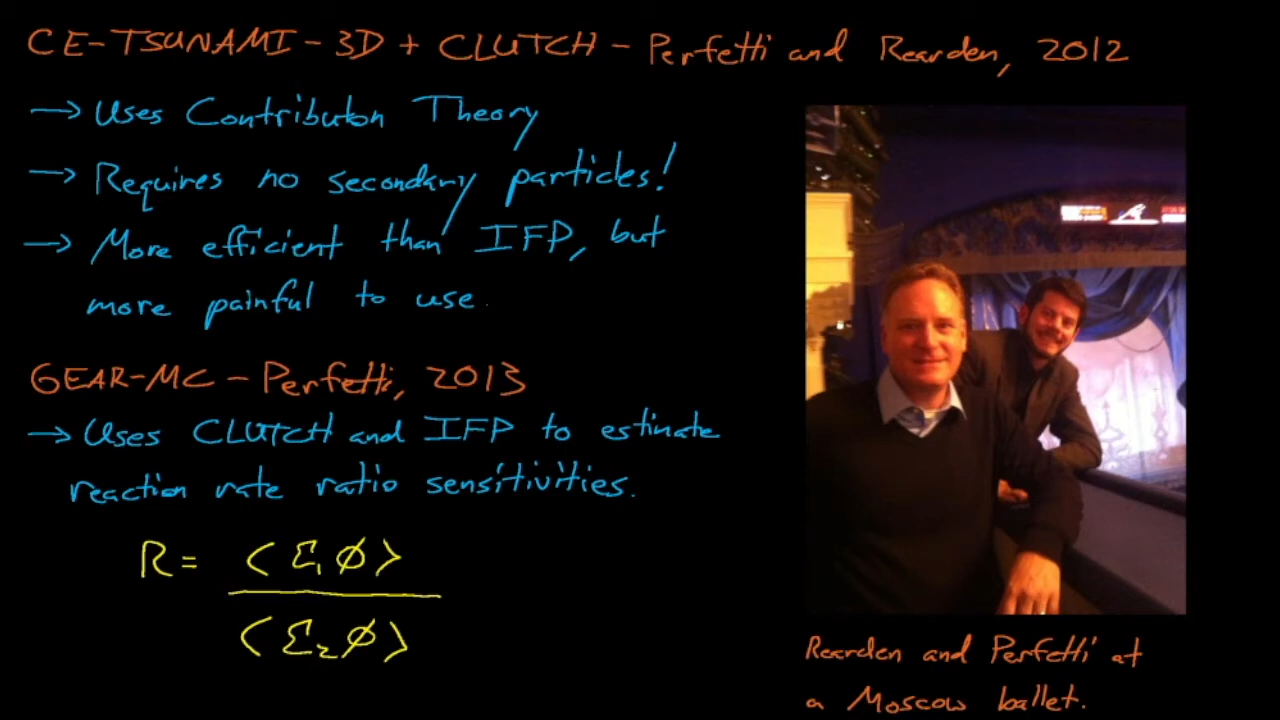 CE-TSUNAMI-3D + CLUTCH - Perfetti and Rearden, 2012
→ Uses Contributon Theory
→ Requires no secondary particles!
→ More efficient than IFP, but
more painful to use.
GEAR-MC - Perfetti, 2013
→ Uses CLUTCH and IFP to estimate
reaction rate ratio sensitivities.
R = ⟨Σ₁φ⟩
⟨Σ₂φ⟩
Rearden and Perfetti at
a Moscow ballet.